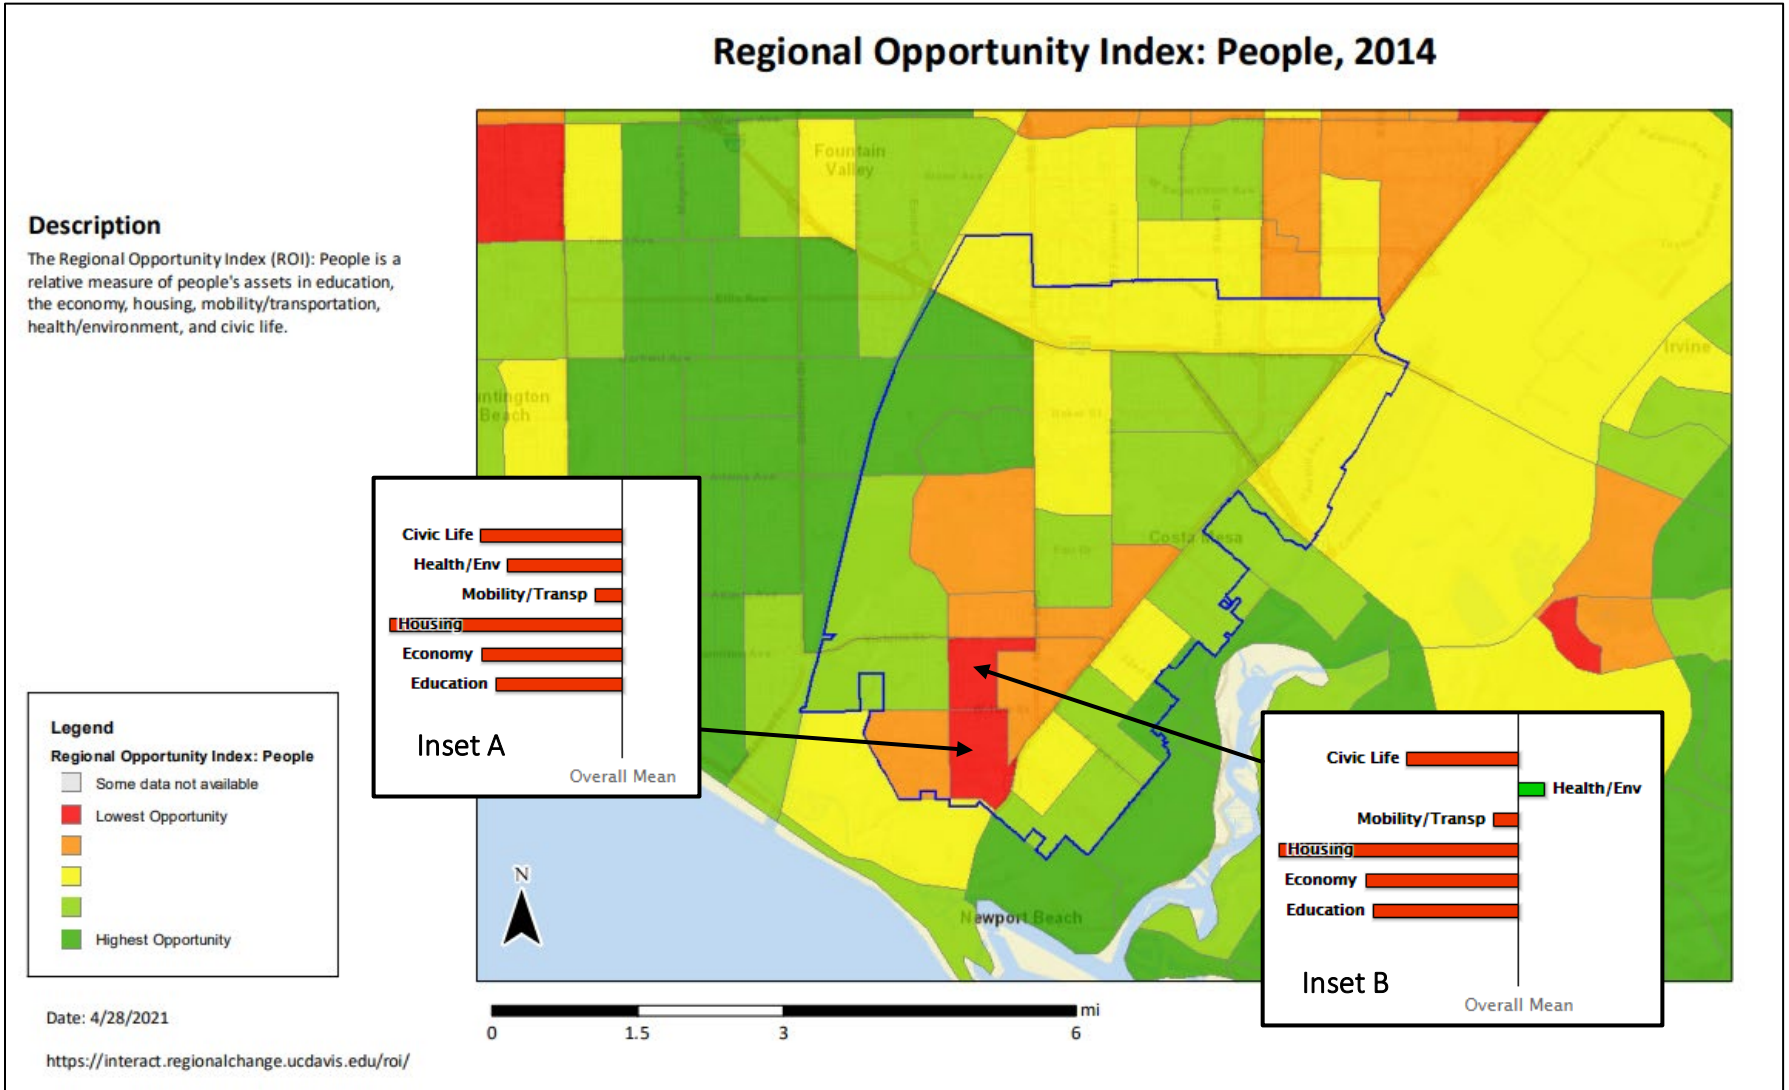 Regional Opportunity Index: People, 2014
Description
The Regional Opportunity Index (ROI): People is a
relative measure of people's assets in education,
the economy, housing, mobility/transportation,
health/environment, and civic life.
Fountain
Valley
Irvine
Beach
Costa Mesa
Newport Beach
Civic Life
Health/Env
Mobility/Transp
Housing
Economy
Education
Inset A
Overall Mean
Civic Life
Health/Env
Mobility/Transp
Housing
Economy
Education
Inset B
Overall Mean
Legend
Regional Opportunity Index: People
Some data not available
Lowest Opportunity
Highest Opportunity
N
0 1.5 3 6 mi
Date: 4/28/2021
https://interact.regionalchange.ucdavis.edu/roi/